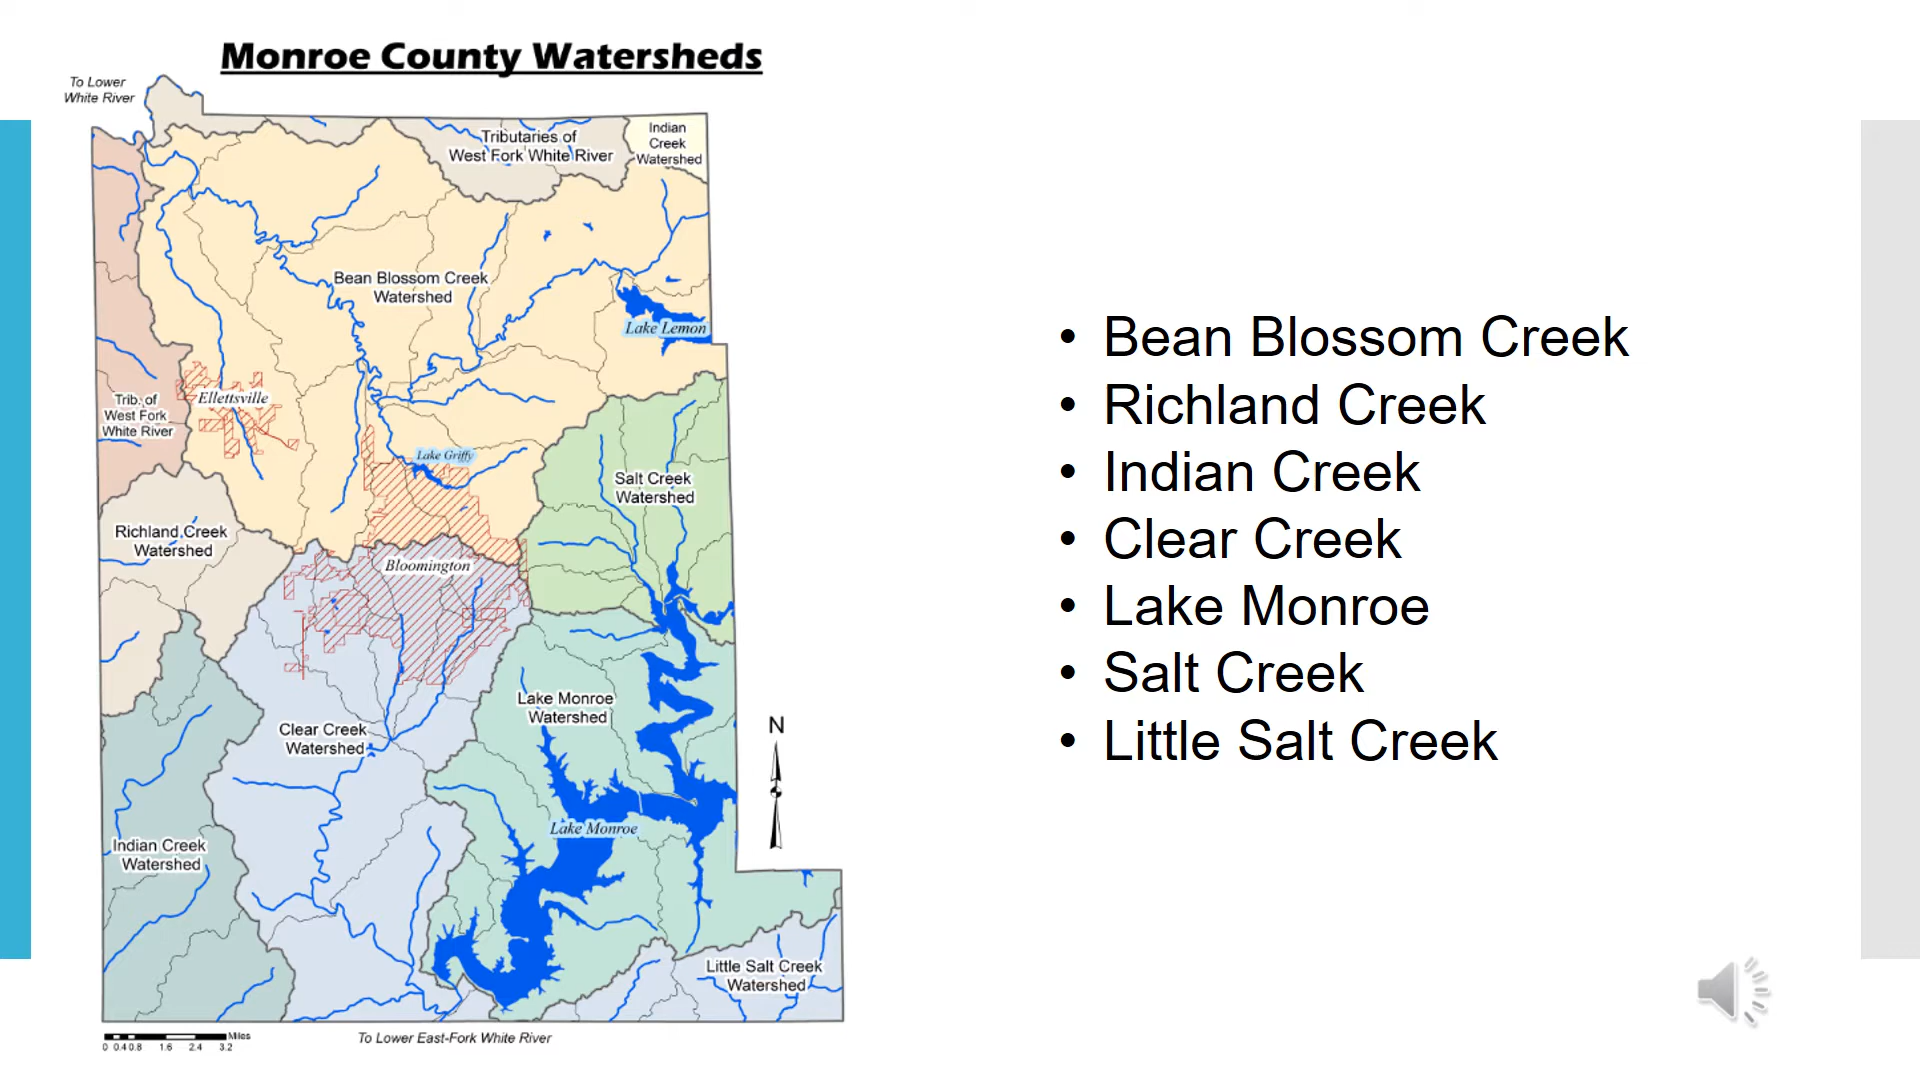 Monroe County Watersheds
To Lower
White River
Tributaries of
West Fork White River
Indian
Creek
Watershed
Bean Blossom Creek
Watershed
Lake Lemon
Trib. of
West Fork
White River
Ellettsville
Lake Griffy
Salt Creek
Watershed
Richland Creek
Watershed
Bloomington
Lake Monroe
Watershed
Clear Creek
Watershed
N
Lake Monroe
Indian Creek
Watershed
Little Salt Creek
Watershed
Miles
0 0.4 0.8 1.6 2.4 3.2
To Lower East-Fork White River
• Bean Blossom Creek
• Richland Creek
• Indian Creek
• Clear Creek
• Lake Monroe
• Salt Creek
• Little Salt Creek